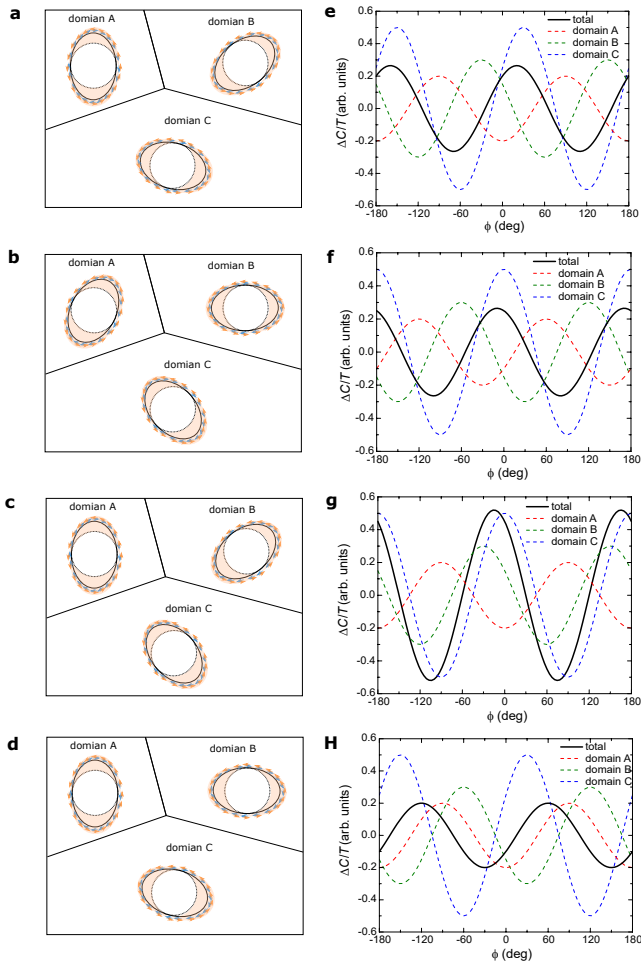 a
domian A
domian B
domian C
e
total
domain A
domain B
domain C
ΔC/T (arb. units)
0.6
0.4
0.2
0.0
-0.2
-0.4
-0.6
-180 -120 -60 0 60 120 180
ϕ (deg)
b
domian A
domian B
domian C
f
total
domain A
domain B
domain C
ΔC/T (arb. units)
0.6
0.4
0.2
0.0
-0.2
-0.4
-0.6
-180 -120 -60 0 60 120 180
ϕ (deg)
c
domian A
domian B
domian C
g
total
domain A
domain B
domain C
ΔC/T (arb. units)
0.6
0.4
0.2
0.0
-0.2
-0.4
-0.6
-180 -120 -60 0 60 120 180
ϕ (deg)
d
domian A
domian B
domian C
H
total
domain A
domain B
domain C
ΔC/T (arb. units)
0.6
0.4
0.2
0.0
-0.2
-0.4
-0.6
-180 -120 -60 0 60 120 180
ϕ (deg)